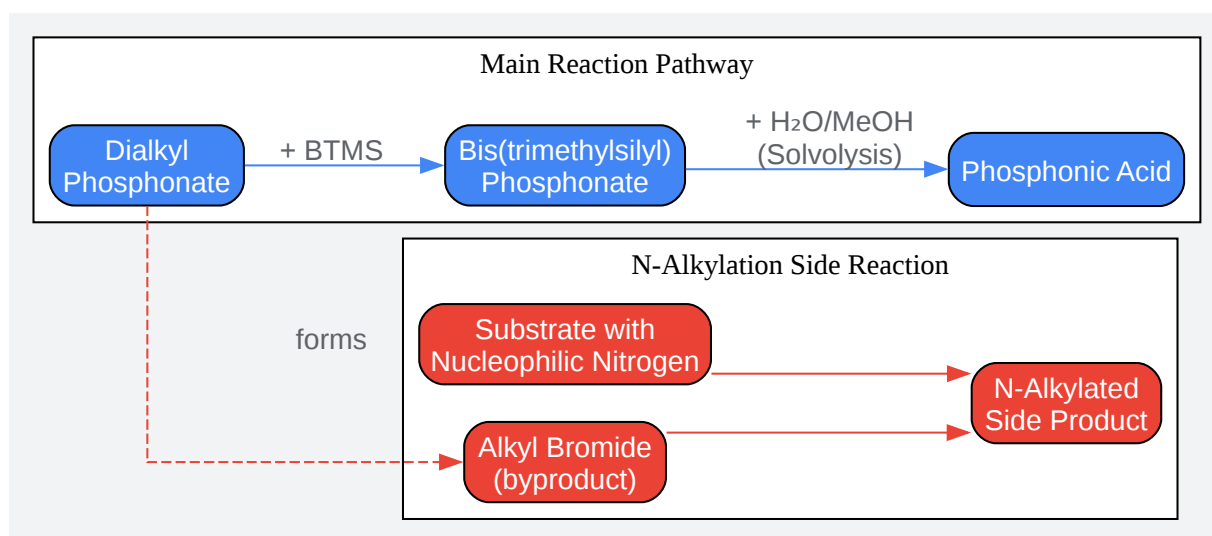 Main Reaction Pathway
Dialkyl
Phosphonate
+ BTMS
Bis(trimethylsilyl)
Phosphonate
+ H₂O/MeOH
(Solvolysis)
Phosphonic Acid
N-Alkylation Side Reaction
forms
Substrate with
Nucleophilic Nitrogen
Alkyl Bromide
(byproduct)
N-Alkylated
Side Product